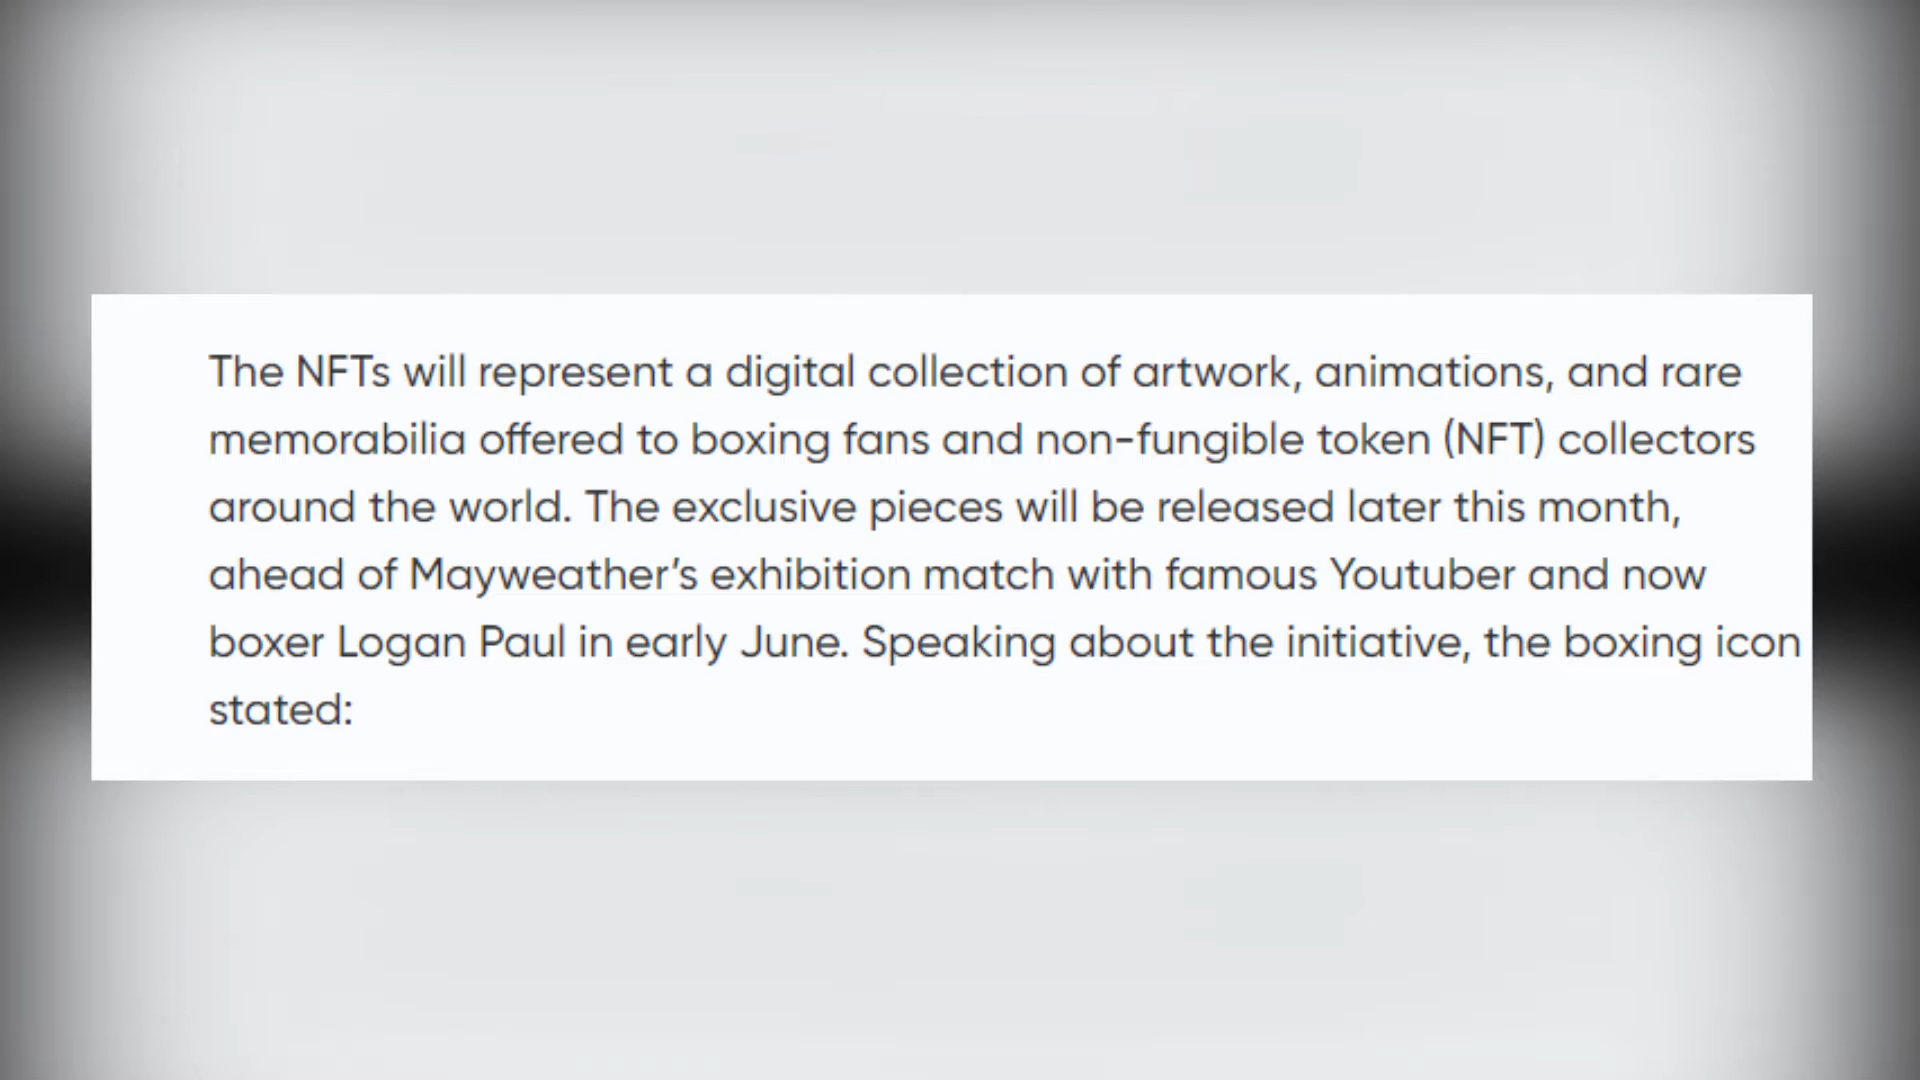 The NFTs will represent a digital collection of artwork, animations, and rare
memorabilia offered to boxing fans and non-fungible token (NFT) collectors
around the world. The exclusive pieces will be released later this month,
ahead of Mayweather’s exhibition match with famous Youtuber and now
boxer Logan Paul in early June. Speaking about the initiative, the boxing icon
stated: